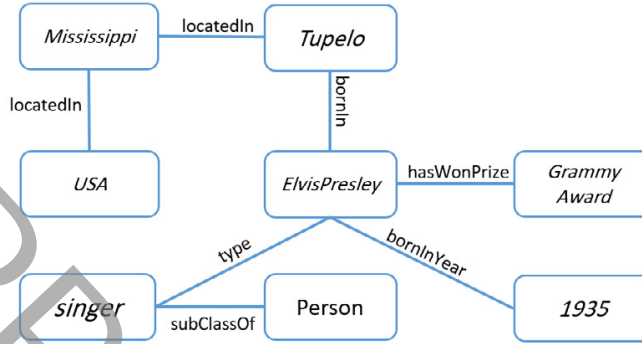 Mississippi
locatedIn
Tupelo
locatedIn
bornIn
USA
ElvisPresley
hasWonPrize
Grammy
Award
type
bornInYear
singer
subClassOf
Person
1935